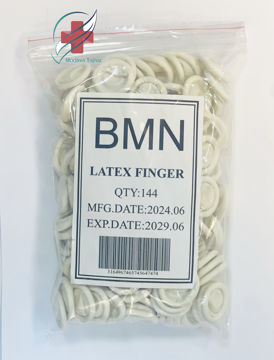 BMN
LATEX FINGER
QTY:144
MFG.DATE:2024.06
EXP.DATE:2029.06